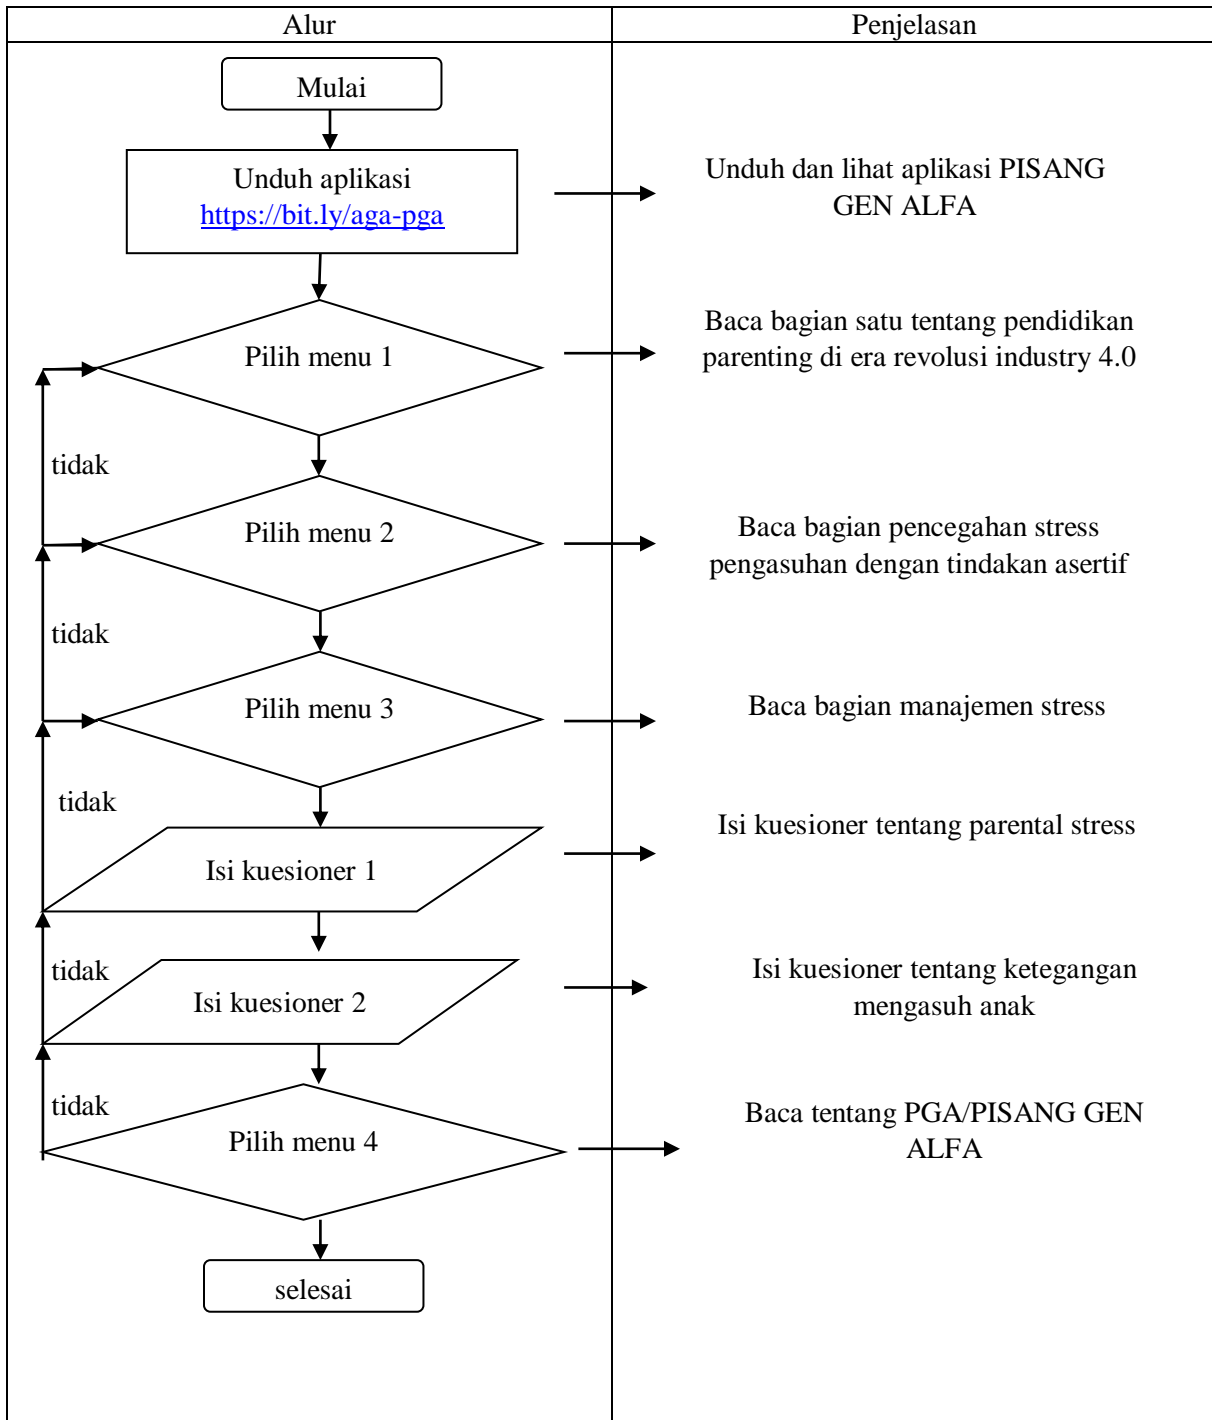 Alur
Penjelasan
Mulai
Unduh aplikasi
https://bit.ly/aga-pga
Unduh dan lihat aplikasi PISANG
GEN ALFA
Pilih menu 1
Baca bagian satu tentang pendidikan
parenting di era revolusi industry 4.0
tidak
Pilih menu 2
Baca bagian pencegahan stress
pengasuhan dengan tindakan asertif
tidak
Pilih menu 3
Baca bagian manajemen stress
tidak
Isi kuesioner 1
Isi kuesioner tentang parental stress
tidak
Isi kuesioner 2
Isi kuesioner tentang ketegangan
mengasuh anak
tidak
Pilih menu 4
Baca tentang PGA/PISANG GEN
ALFA
selesai